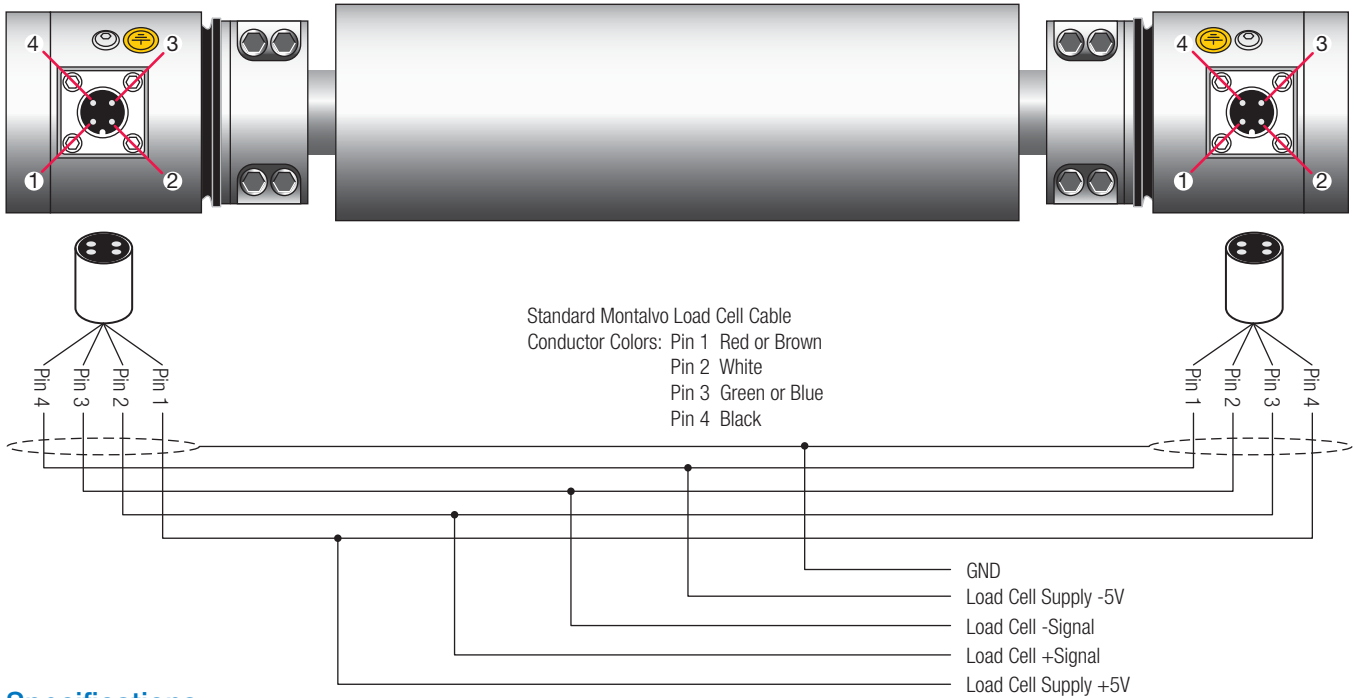 4 3
4 3
1 2
1 2
Standard Montalvo Load Cell Cable
Conductor Colors: Pin 1 Red or Brown
Pin 2 White
Pin 3 Green or Blue
Pin 4 Black
Pin 4 Pin 3 Pin 2 Pin 1
Pin 1 Pin 2 Pin 3 Pin 4
GND
Load Cell Supply -5V
Load Cell -Signal
Load Cell +Signal
Load Cell Supply +5V
Specifications